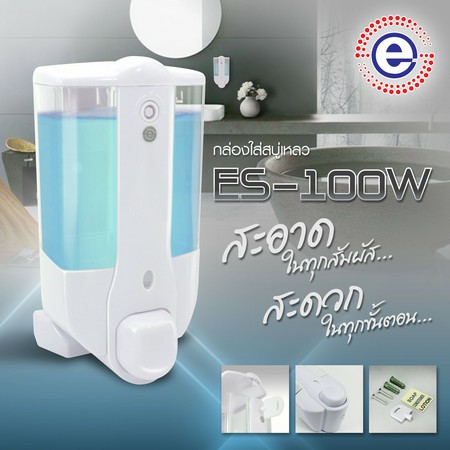 e
กล่องใส่สบู่เหลว
ES-100W
สะอาด
ในทุกสัมผัส...
สะดวก
ในทุกขั้นตอน...
SOAP
LOTION